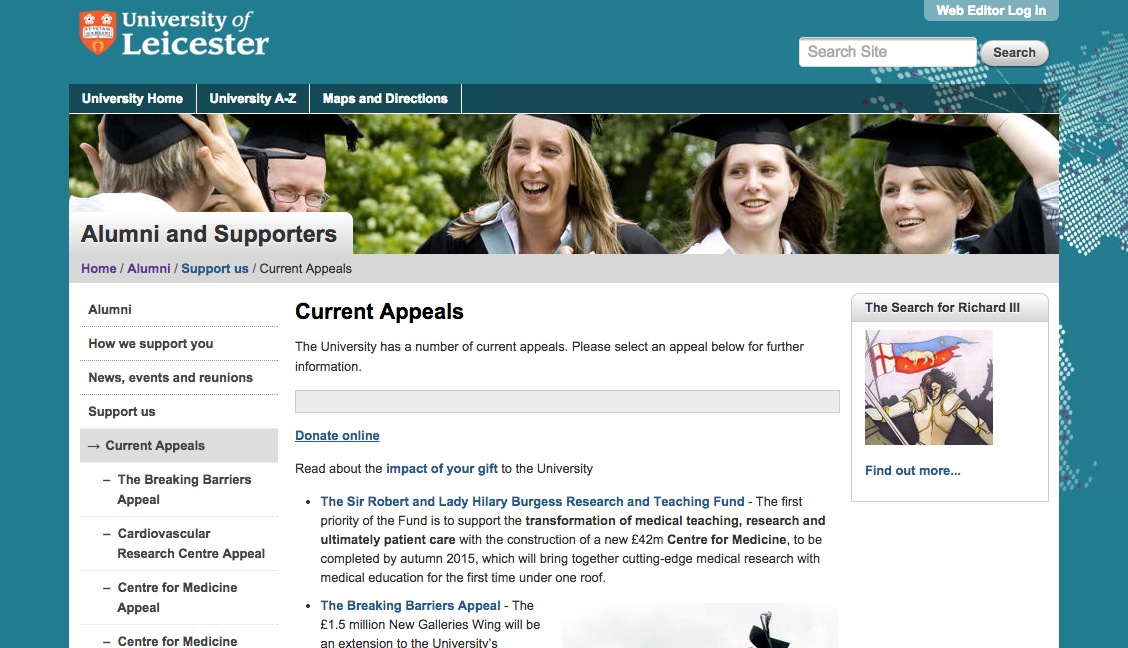 Web Editor Log in
University of
Leicester
Search Site
Search
University Home
University A-Z
Maps and Directions
Alumni and Supporters
Home / Alumni / Support us / Current Appeals
Alumni
How we support you
News, events and reunions
Support us
→ Current Appeals
– The Breaking Barriers
Appeal
– Cardiovascular
Research Centre Appeal
– Centre for Medicine
Appeal
– Centre for Medicine
Current Appeals
The University has a number of current appeals. Please select an appeal below for further
information.
Donate online
Read about the impact of your gift to the University
• The Sir Robert and Lady Hilary Burgess Research and Teaching Fund - The first
priority of the Fund is to support the transformation of medical teaching, research and
ultimately patient care with the construction of a new £42m Centre for Medicine, to be
completed by autumn 2015, which will bring together cutting-edge medical research with
medical education for the first time under one roof.
• The Breaking Barriers Appeal - The
£1.5 million New Galleries Wing will be
an extension to the University's
The Search for Richard III
Find out more...